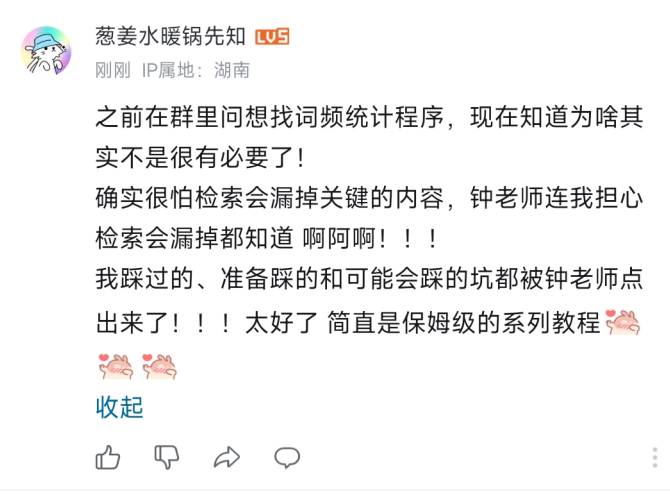 葱姜水暖锅先知 LV5
刚刚 IP属地：湖南
之前在群里问想找词频统计程序，现在知道为啥其
实不是很有必要了！
确实很怕检索会漏掉关键的内容，钟老师连我担心
检索会漏掉都知道 啊阿啊！！！
我踩过的、准备踩的和可能会踩的坑都被钟老师点
出来了！！！太好了 简直是保姆级的系列教程
收起